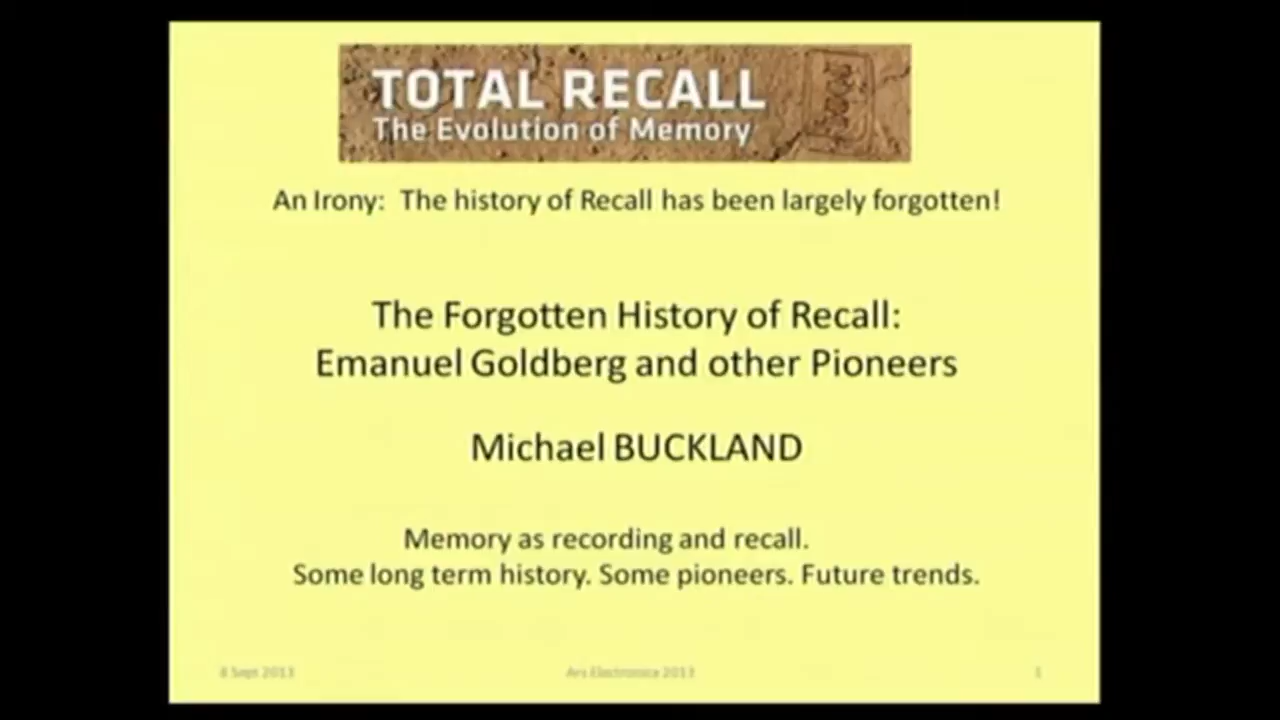 TOTAL RECALL
The Evolution of Memory
An Irony: The history of Recall has been largely forgotten!
The Forgotten History of Recall:
Emanuel Goldberg and other Pioneers
Michael BUCKLAND
Memory as recording and recall.
Some long term history. Some pioneers. Future trends.
Sept 2013
Ars Electronica 2013
1